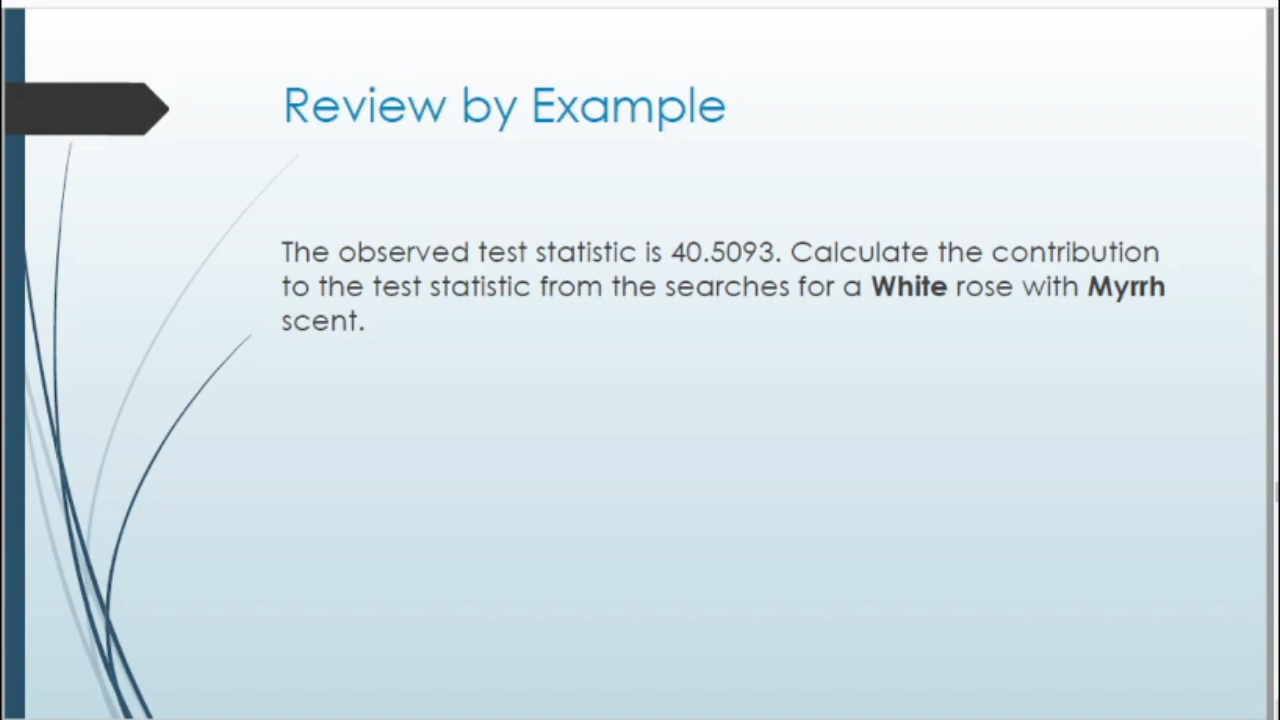 Review by Example
The observed test statistic is 40.5093. Calculate the contribution
to the test statistic from the searches for a White rose with Myrrh
scent.